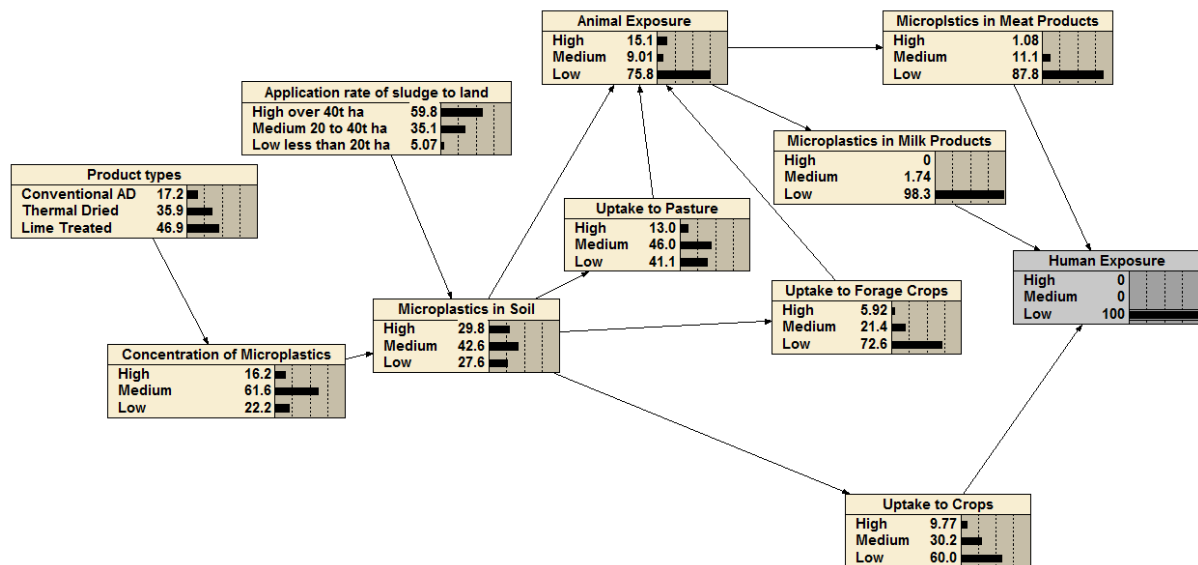 Animal Exposure
High 15.1
Medium 9.01
Low 75.8
Microplstics in Meat Products
High 1.08
Medium 11.1
Low 87.8
Application rate of sludge to land
High over 40t ha 59.8
Medium 20 to 40t ha 35.1
Low less than 20t ha 5.07
Microplastics in Milk Products
High 0
Medium 1.74
Low 98.3
Product types
Conventional AD 17.2
Thermal Dried 35.9
Lime Treated 46.9
Uptake to Pasture
High 13.0
Medium 46.0
Low 41.1
Human Exposure
High 0
Medium 0
Low 100
Uptake to Forage Crops
High 5.92
Medium 21.4
Low 72.6
Microplastics in Soil
High 29.8
Medium 42.6
Low 27.6
Concentration of Microplastics
High 16.2
Medium 61.6
Low 22.2
Uptake to Crops
High 9.77
Medium 30.2
Low 60.0